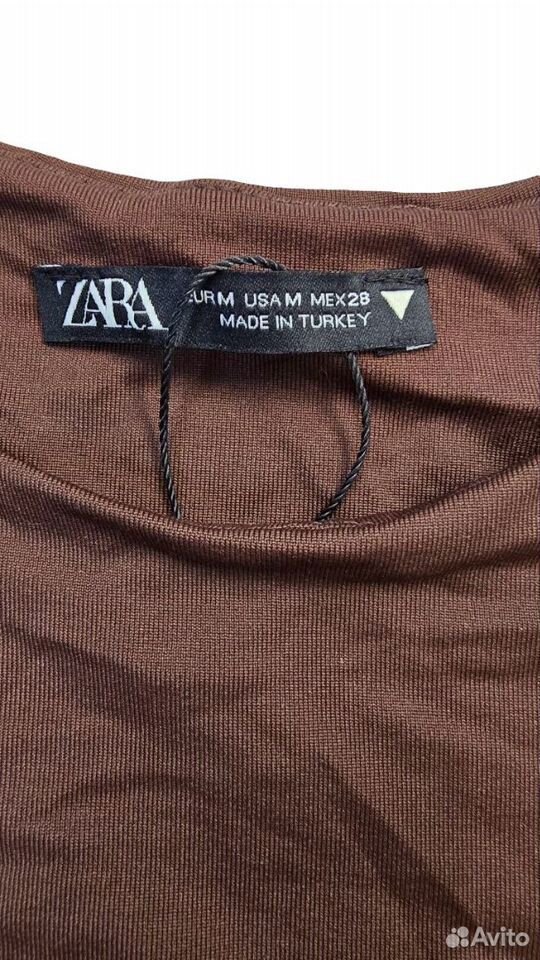 ZARA
EUR M USA M MEX 28
MADE IN TURKEY
Avito